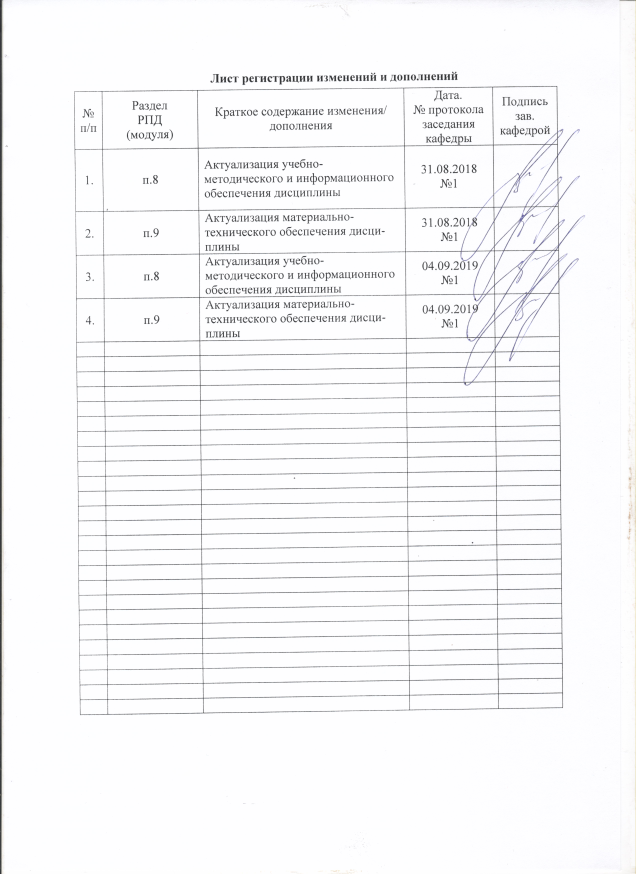 Лист регистрации изменений и дополнений
№
п/п
Раздел
РПД
(модуля)
Краткое содержание изменения/
дополнения
Дата.
№ протокола
заседания
кафедры
Подпись
зав.
кафедрой
1.
п.8
Актуализация учебно-
методического и информационного
обеспечения дисциплины
31.08.2018
№1
2.
п.9
Актуализация материально-
технического обеспечения дисци-
плины
31.08.2018
№1
3.
п.8
Актуализация учебно-
методического и информационного
обеспечения дисциплины
04.09.2019
№1
4.
п.9
Актуализация материально-
технического обеспечения дисци-
плины
04.09.2019
№1